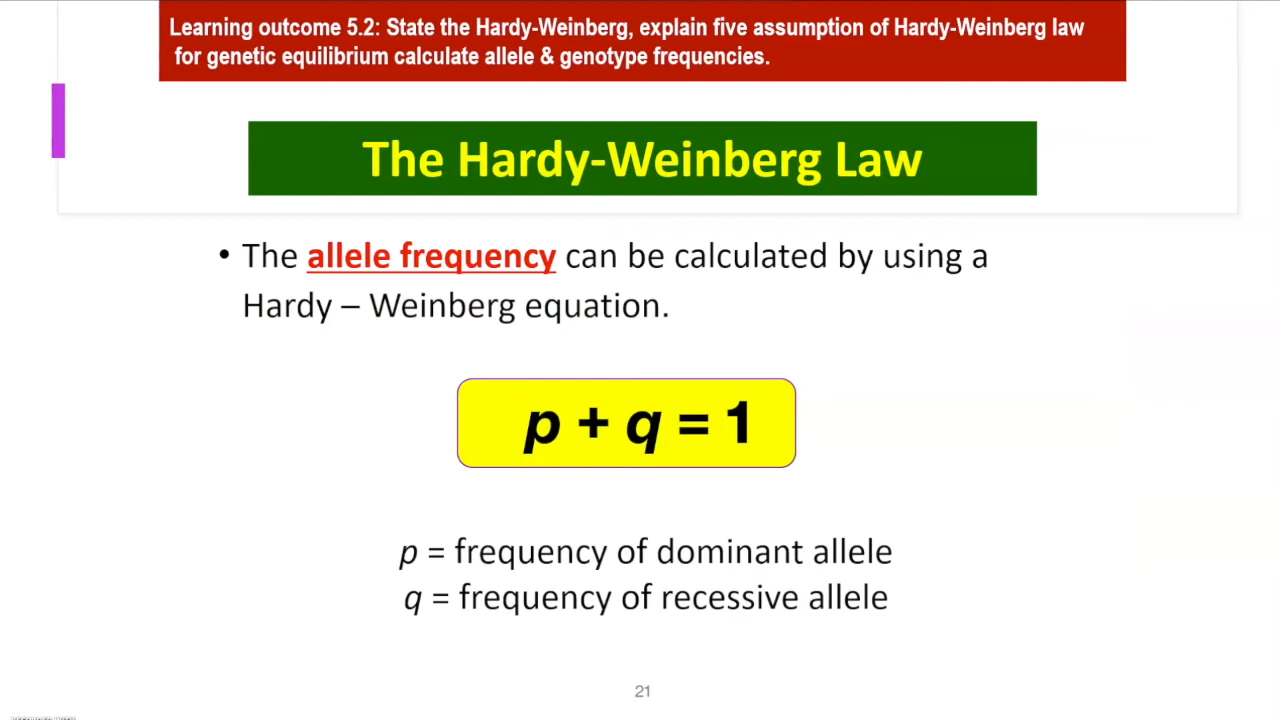 Learning outcome 5.2: State the Hardy-Weinberg, explain five assumption of Hardy-Weinberg law
for genetic equilibrium calculate allele & genotype frequencies.
The Hardy-Weinberg Law
• The allele frequency can be calculated by using a
Hardy – Weinberg equation.
p + q = 1
p = frequency of dominant allele
q = frequency of recessive allele
21